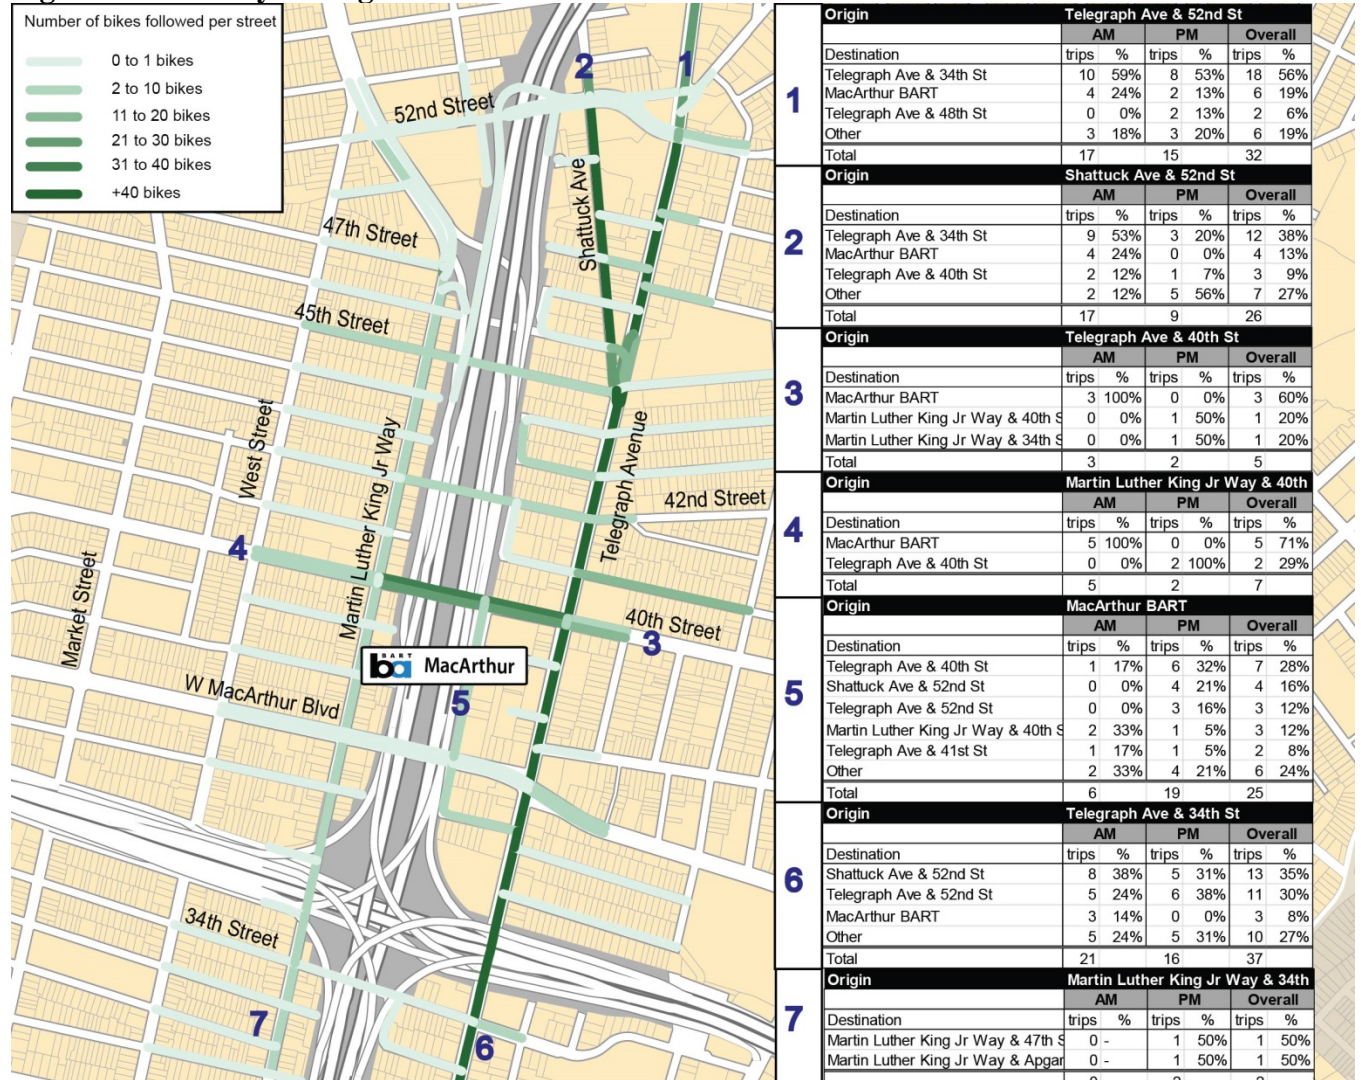 Number of bikes followed per street
0 to 1 bikes
2 to 10 bikes
11 to 20 bikes
21 to 30 bikes
31 to 40 bikes
+40 bikes
2
1
52nd Street
Shattuck Ave
47th Street
45th Street
West Street
Martin Luther King Jr Way
Telegraph Avenue
42nd Street
4
Market Street
40th Street
3
BART
ba MacArthur
5
W MacArthur Blvd
34th Street
7
6
1
Origin Telegraph Ave & 52nd St
AM PM Overall
Destination trips % trips % trips %
Telegraph Ave & 34th St 10 59% 8 53% 18 56%
MacArthur BART 4 24% 2 13% 6 19%
Telegraph Ave & 48th St 0 0% 2 13% 2 6%
Other 3 18% 3 20% 6 19%
Total 17 15 32
2
Origin Shattuck Ave & 52nd St
AM PM Overall
Destination trips % trips % trips %
Telegraph Ave & 34th St 9 53% 3 20% 12 38%
MacArthur BART 4 24% 0 0% 4 13%
Telegraph Ave & 40th St 2 12% 1 7% 3 9%
Other 2 12% 5 56% 7 27%
Total 17 9 26
3
Origin Telegraph Ave & 40th St
AM PM Overall
Destination trips % trips % trips %
MacArthur BART 3 100% 0 0% 3 60%
Martin Luther King Jr Way & 40th S 0 0% 1 50% 1 20%
Martin Luther King Jr Way & 34th S 0 0% 1 50% 1 20%
Total 3 2 5
4
Origin Martin Luther King Jr Way & 40th
AM PM Overall
Destination trips % trips % trips %
MacArthur BART 5 100% 0 0% 5 71%
Telegraph Ave & 40th St 0 0% 2 100% 2 29%
Total 5 2 7
5
Origin MacArthur BART
AM PM Overall
Destination trips % trips % trips %
Telegraph Ave & 40th St 1 17% 6 32% 7 28%
Shattuck Ave & 52nd St 0 0% 4 21% 4 16%
Telegraph Ave & 52nd St 0 0% 3 16% 3 12%
Martin Luther King Jr Way & 40th S 2 33% 1 5% 3 12%
Telegraph Ave & 41st St 1 17% 1 5% 2 8%
Other 2 33% 4 21% 6 24%
Total 6 19 25
6
Origin Telegraph Ave & 34th St
AM PM Overall
Destination trips % trips % trips %
Shattuck Ave & 52nd St 8 38% 5 31% 13 35%
Telegraph Ave & 52nd St 5 24% 6 38% 11 30%
MacArthur BART 3 14% 0 0% 3 8%
Other 5 24% 5 31% 10 27%
Total 21 16 37
7
Origin Martin Luther King Jr Way & 34th
AM PM Overall
Destination trips % trips % trips %
Martin Luther King Jr Way & 47th S 0 - 1 50% 1 50%
Martin Luther King Jr Way & Apgar 0 - 1 50% 1 50%